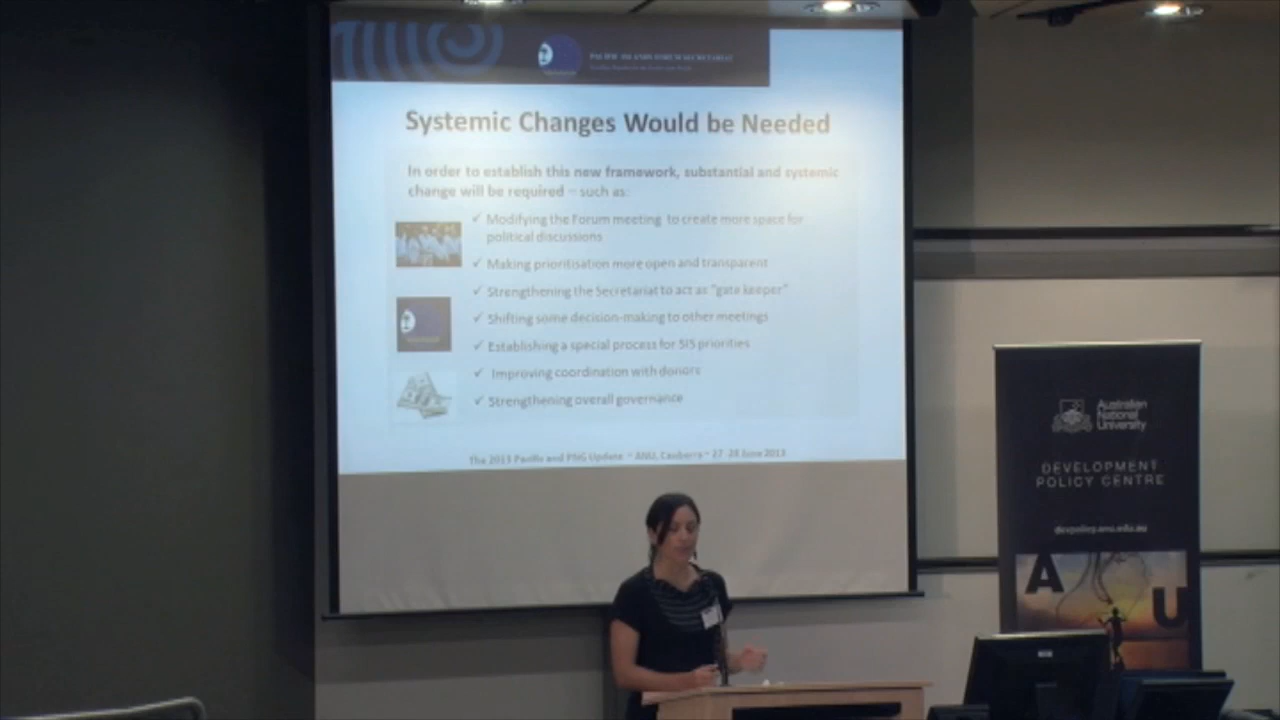 PACIFIC ISLANDS FORUM SECRETARIAT
Systemic Changes Would be Needed
In order to establish this new framework, substantial and systemic
change will be required – such as:
✓ Modifying the Forum meeting to create more space for
political discussions
✓ Making prioritisation more open and transparent
✓ Strengthening the Secretariat to act as "gate keeper"
✓ Shifting some decision-making to other meetings
✓ Establishing a special process for SIS priorities
✓ Improving coordination with donors
✓ Strengthening overall governance
The 2013 Pacific and PNG Update ~ ANU, Canberra ~ 27-28 June 2013
Australian
National
University
DEVELOPMENT
POLICY CENTRE
devpolicy.anu.edu.au
A
U